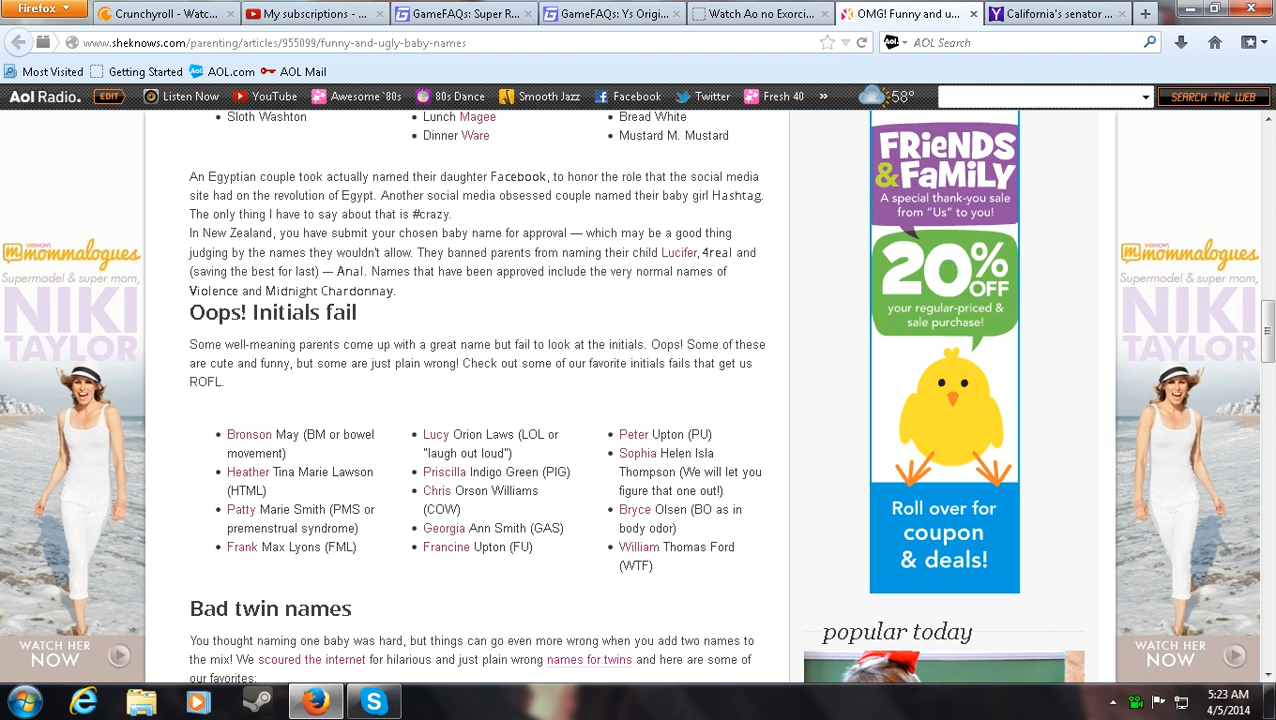 Firefox
Crunchyroll - Watc...
My subscriptions - ...
GameFAQs: Super R...
GameFAQs: Ys Origi...
Watch Ao no Exorci...
OMG! Funny and u...
California's senator ...
www.sheknows.com/parenting/articles/955099/funny-and-ugly-baby-names
AOL Search
Most Visited
Getting Started
AOL.com
AOL Mail
Aol Radio.
EDIT
Listen Now
YouTube
Awesome `80s
80s Dance
Smooth Jazz
Facebook
Twitter
Fresh 40
»
58°
SEARCH THE WEB
Sloth Washton
Lunch Magee
Bread White
Dinner Ware
Mustard M. Mustard
An Egyptian couple took actually named their daughter Facebook, to honor the role that the social media
site had on the revolution of Egypt. Another social media obsessed couple named their baby girl Hashtag.
The only thing I have to say about that is #crazy.
In New Zealand, you have submit your chosen baby name for approval — which may be a good thing
judging by the names they wouldn't allow. They banned parents from naming their child Lucifer, 4real and
(saving the best for last) — Anal. Names that have been approved include the very normal names of
Violence and Midnight Chardonnay.
Oops! Initials fail
Some well-meaning parents come up with a great name but fail to look at the initials. Oops! Some of these
are cute and funny, but some are just plain wrong! Check out some of our favorite initials fails that get us
ROFL.
Bronson May (BM or bowel
movement)
Heather Tina Marie Lawson
(HTML)
Patty Marie Smith (PMS or
premenstrual syndrome)
Frank Max Lyons (FML)
Lucy Orion Laws (LOL or
"laugh out loud")
Priscilla Indigo Green (PIG)
Chris Orson Williams
(COW)
Georgia Ann Smith (GAS)
Francine Upton (FU)
Peter Upton (PU)
Sophia Helen Isla
Thompson (We will let you
figure that one out!)
Bryce Olsen (BO as in
body odor)
William Thomas Ford
(WTF)
Bad twin names
You thought naming one baby was hard, but things can go even more wrong when you add two names to
the mix! We scoured the internet for hilarious and just plain wrong names for twins and here are some of
our favorites:
FRIENDS
& FAMILY
A special thank-you sale
from "Us" to you!
20% OFF
your regular-priced &
sale purchase!
Roll over for
coupon
& deals!
popular today
SHEKNOWS
mommalogues
Supermodel & super mom,
NIKI
TAYLOR
WATCH HER
NOW
SHEKNOWS
mommalogues
Supermodel & super mom,
NIKI
TAYLOR
WATCH HER
NOW
5:23 AM
4/5/2014